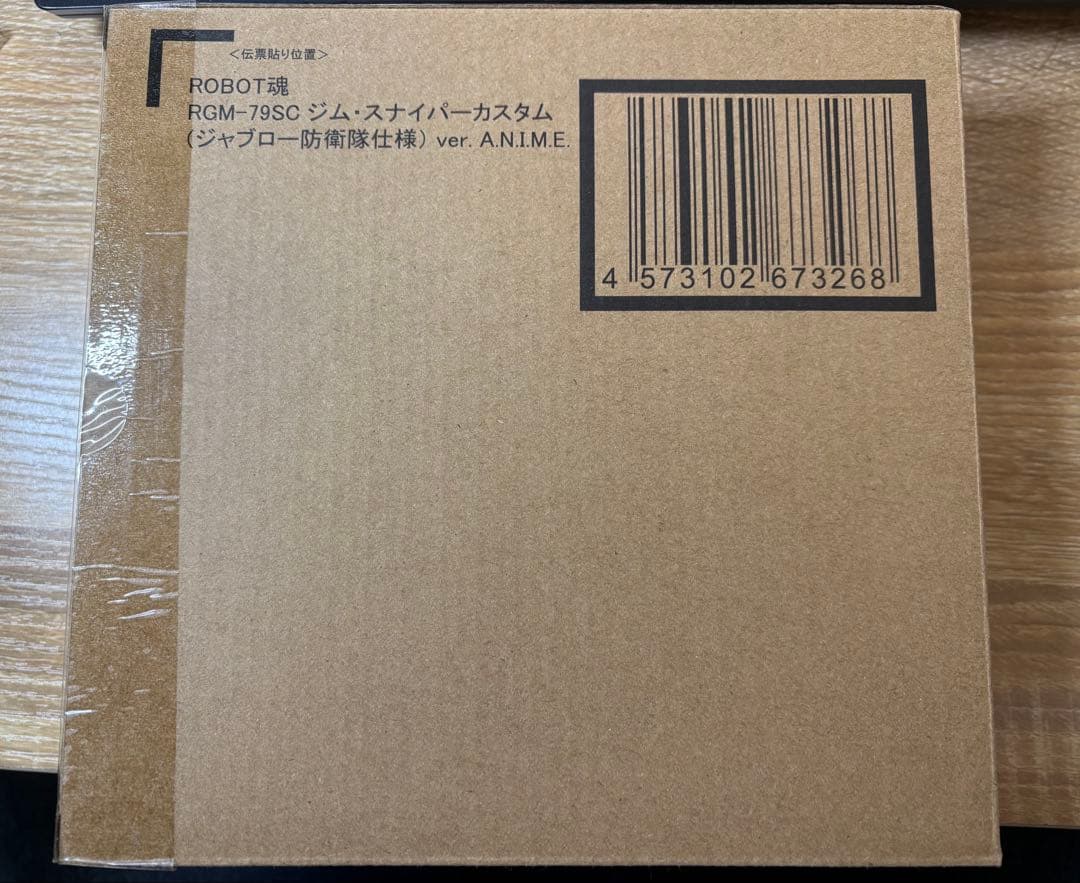 ＜伝票貼り位置＞
ROBOT魂
RGM-79SC ジム・スナイパーカスタム
（ジャブロー防衛隊仕様）ver. A.N.I.M.E.
4 573102 673268